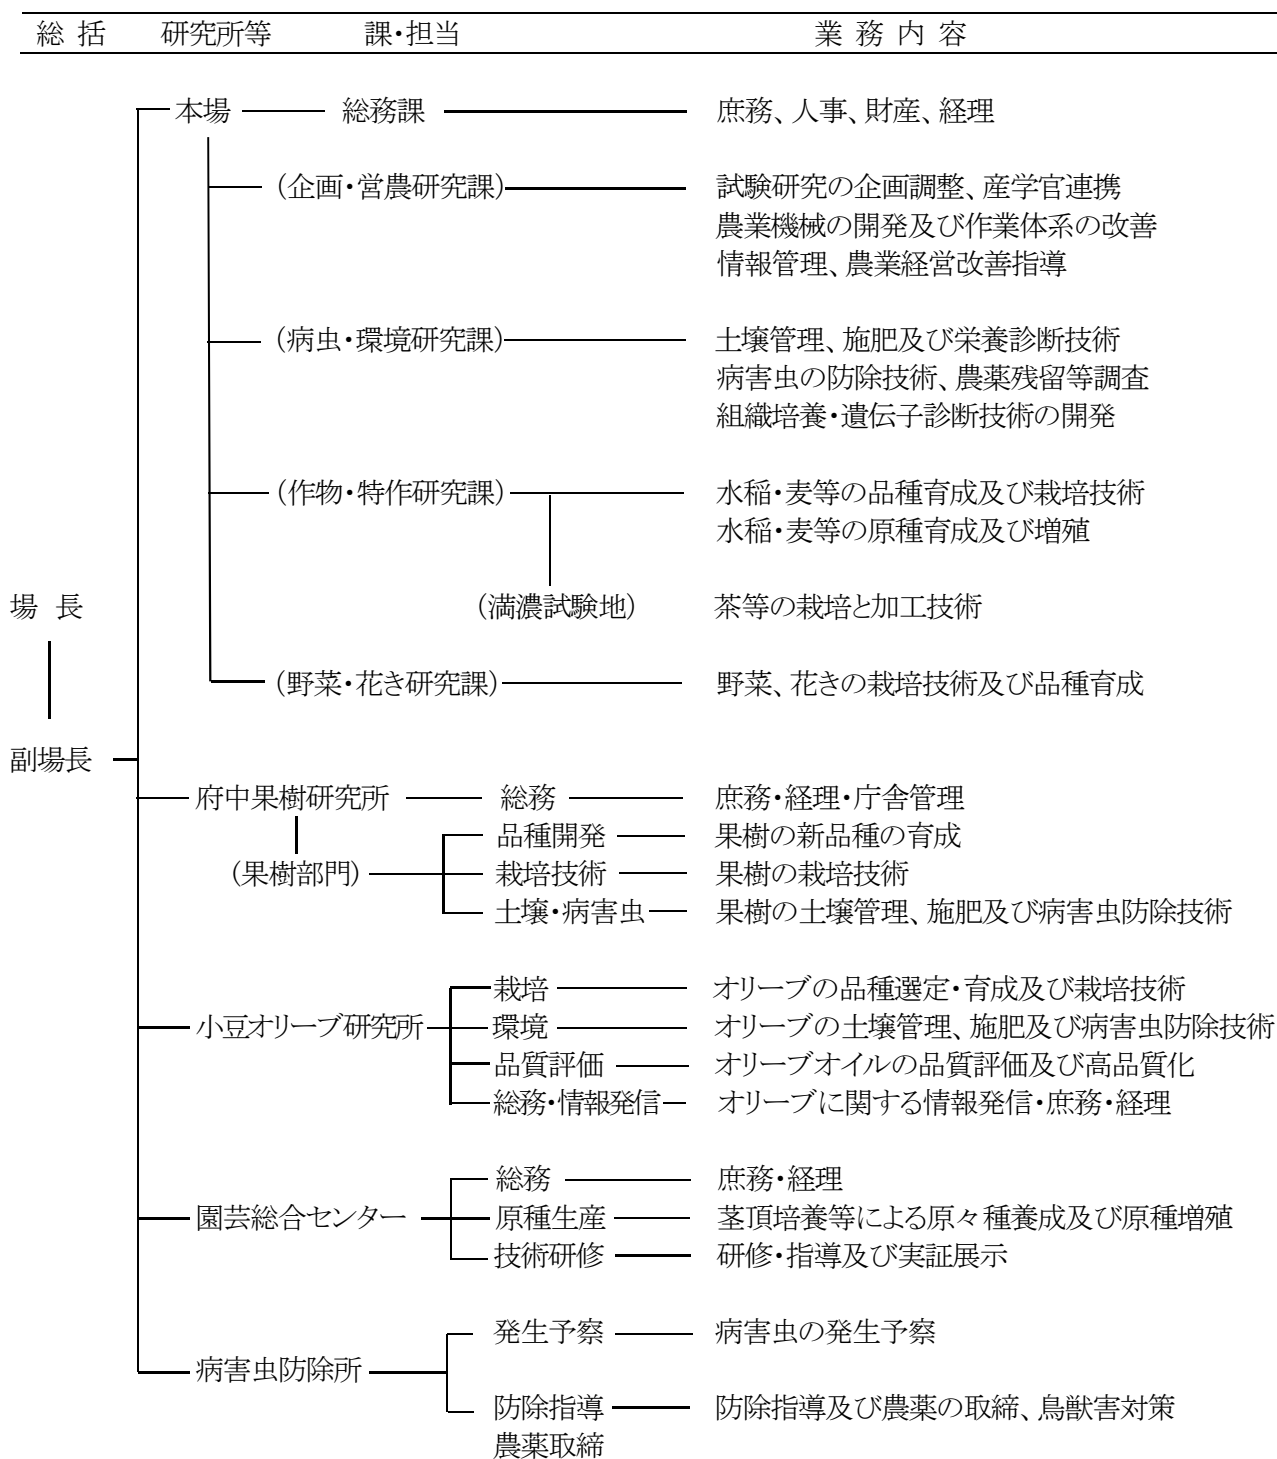 総 括 研究所等 課・担当 業 務 内 容
本場 総務課 庶務、人事、財産、経理
(企画・営農研究課) 試験研究の企画調整、産学官連携
農業機械の開発及び作業体系の改善
情報管理、農業経営改善指導
(病虫・環境研究課) 土壌管理、施肥及び栄養診断技術
病害虫の防除技術、農薬残留等調査
組織培養・遺伝子診断技術の開発
(作物・特作研究課) 水稲・麦等の品種育成及び栽培技術
水稲・麦等の原種育成及び増殖
場 長 (満濃試験地) 茶等の栽培と加工技術
(野菜・花き研究課) 野菜、花きの栽培技術及び品種育成
副場長
府中果樹研究所 総務 庶務・経理・庁舎管理
品種開発 果樹の新品種の育成
(果樹部門) 栽培技術 果樹の栽培技術
土壌・病害虫 果樹の土壌管理、施肥及び病害虫防除技術
栽培 オリーブの品種選定・育成及び栽培技術
小豆オリーブ研究所 環境 オリーブの土壌管理、施肥及び病害虫防除技術
品質評価 オリーブオイルの品質評価及び高品質化
総務・情報発信 オリーブに関する情報発信・庶務・経理
総務 庶務・経理
園芸総合センター 原種生産 茎頂培養等による原々種養成及び原種増殖
技術研修 研修・指導及び実証展示
発生予察 病害虫の発生予察
病害虫防除所
防除指導 防除指導及び農薬の取締、鳥獣害対策
農薬取締